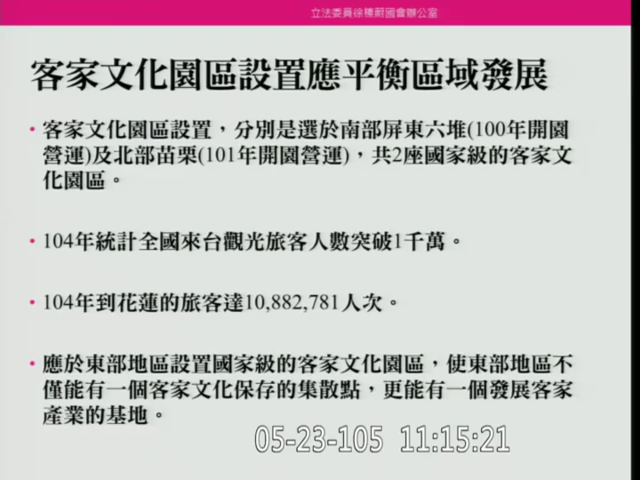 立法委員徐榛蔚國會辦公室
客家文化園區設置應平衡區域發展
• 客家文化園區設置，分別是選於南部屏東六堆(100年開園
營運)及北部苗栗(101年開園營運)，共2座國家級的客家文
化園區。
• 104年統計全國來台觀光旅客人數突破1千萬。
• 104年到花蓮的旅客達10,882,781人次。
• 應於東部地區設置國家級的客家文化園區，使東部地區不
僅能有一個客家文化保存的集散點，更能有一個發展客家
產業的基地。
05-23-105 11:15:21